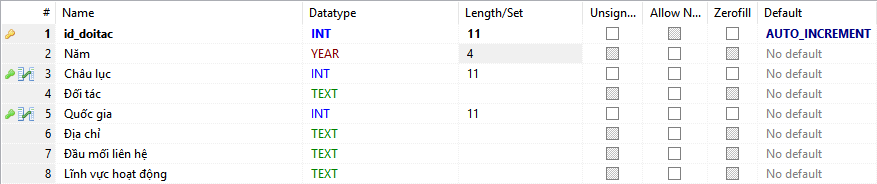 # Name Datatype Length/Set Unsign... Allow N... Zerofill Default
1 id_doitac INT 11 AUTO_INCREMENT
2 Năm YEAR 4 No default
3 Châu lục INT 11 No default
4 Đối tác TEXT No default
5 Quốc gia INT 11 No default
6 Địa chỉ TEXT No default
7 Đầu mối liên hệ TEXT No default
8 Lĩnh vực hoạt động TEXT No default